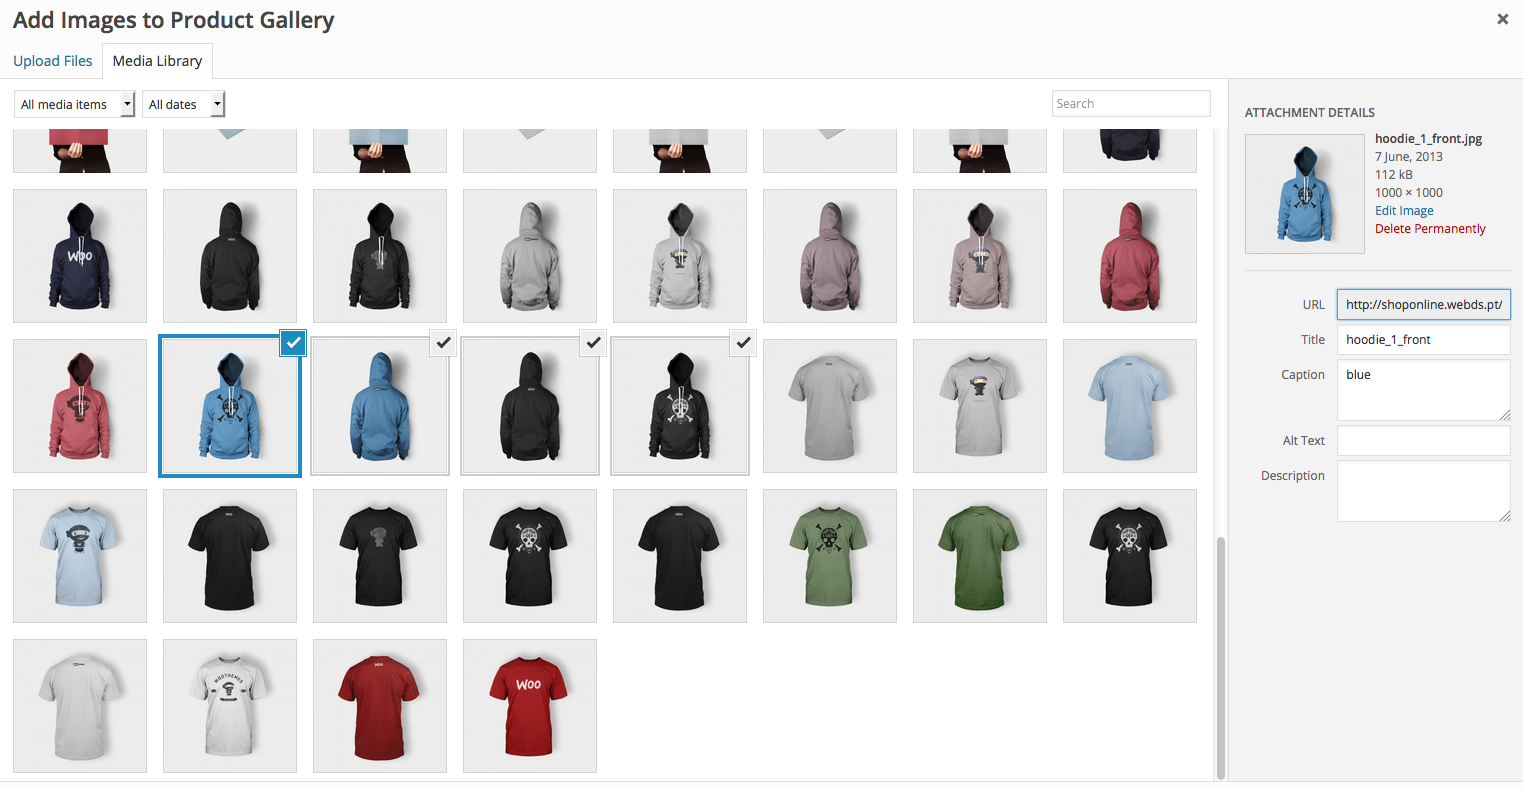 Add Images to Product Gallery
Upload Files
Media Library
All media items
All dates
Search
ATTACHMENT DETAILS
hoodie_1_front.jpg
7 June, 2013
112 kB
1000 × 1000
Edit Image
Delete Permanently
URL
http://shoponline.webds.pt/
Title
hoodie_1_front
Caption
blue
Alt Text
Description
Woo
WOOTHEMES
WOO
Woo